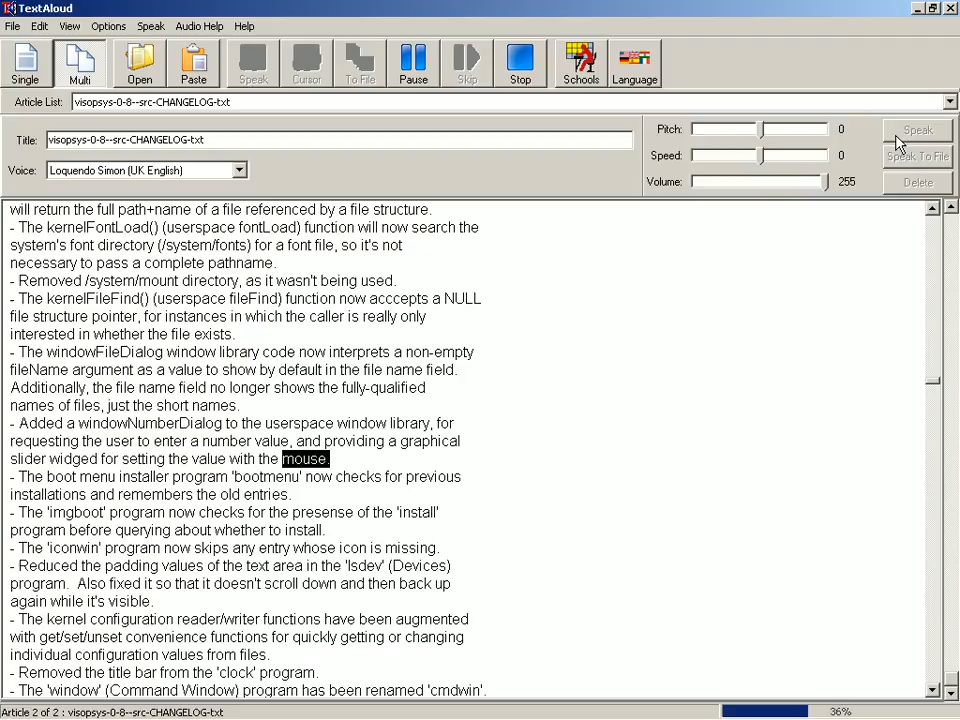 TextAloud
File Edit View Options Speak Audio Help Help
Single Multi Open Paste Speak Cursor To File Pause Skip Stop Schools Language
Article List: visopsys-0-8--src-CHANGELOG-txt
Title: visopsys-0-8--src-CHANGELOG-txt
Voice: Loquendo Simon (UK English)
Pitch: 0 Speak
Speed: 0 Speak To File
Volume: 255 Delete
will return the full path+name of a file referenced by a file structure.
- The kernelFontLoad() (userspace fontLoad) function will now search the
system's font directory (/system/fonts) for a font file, so it's not
necessary to pass a complete pathname.
- Removed /system/mount directory, as it wasn't being used.
- The kernelFileFind() (userspace fileFind) function now acccepts a NULL
file structure pointer, for instances in which the caller is really only
interested in whether the file exists.
- The windowFileDialog window library code now interprets a non-empty
fileName argument as a value to show by default in the file name field.
Additionally, the file name field no longer shows the fully-qualified
names of files, just the short names.
- Added a windowNumberDialog to the userspace window library, for
requesting the user to enter a number value, and providing a graphical
slider widged for setting the value with the mouse.
- The boot menu installer program 'bootmenu' now checks for previous
installations and remembers the old entries.
- The 'imgboot' program now checks for the presense of the 'install'
program before querying about whether to install.
- The 'iconwin' program now skips any entry whose icon is missing.
- Reduced the padding values of the text area in the 'lsdev' (Devices)
program.  Also fixed it so that it doesn't scroll down and then back up
again while it's visible.
- The kernel configuration reader/writer functions have been augmented
with get/set/unset convenience functions for quickly getting or changing
individual configuration values from files.
- Removed the title bar from the 'clock' program.
- The 'window' (Command Window) program has been renamed 'cmdwin'.
Article 2 of 2 : visopsys-0-8--src-CHANGELOG-txt 36%